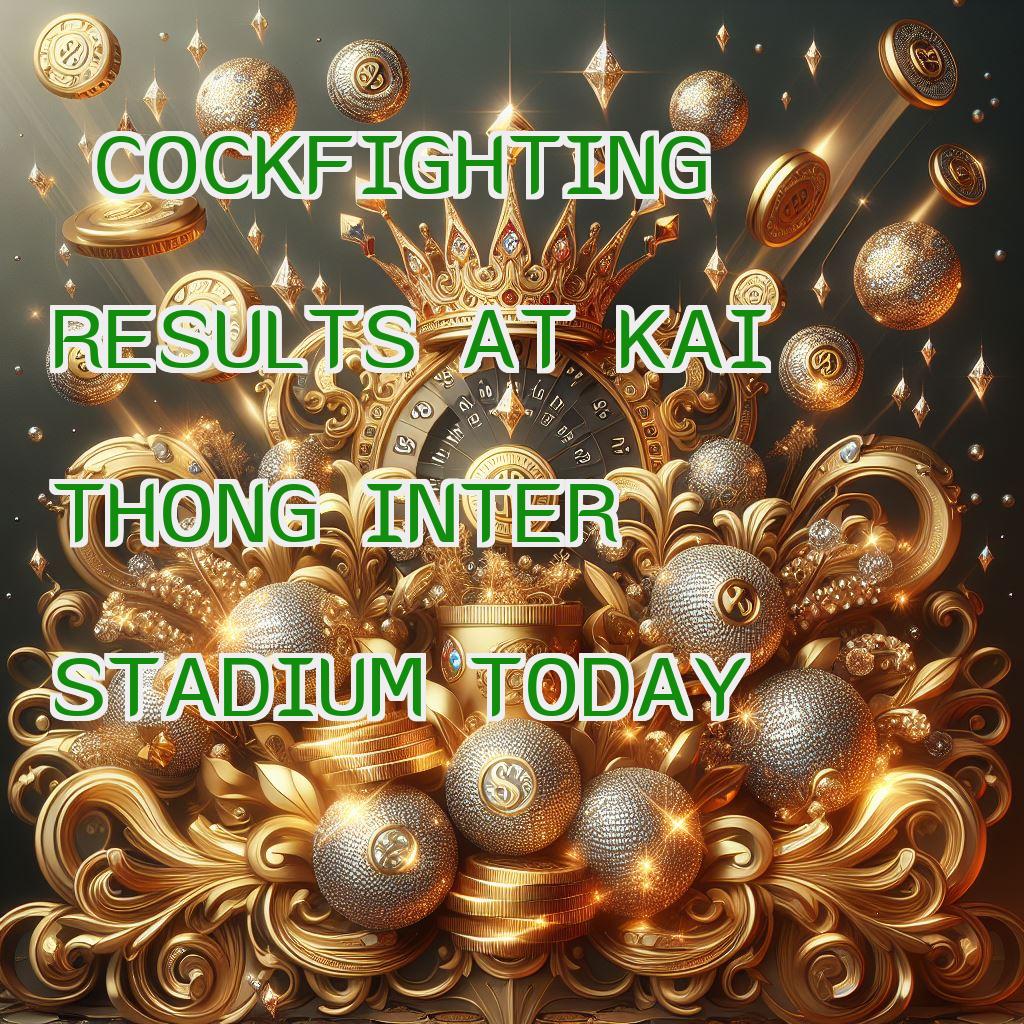 COCKFIGHTING
RESULTS AT KAI
THONG INTER
STADIUM TODAY